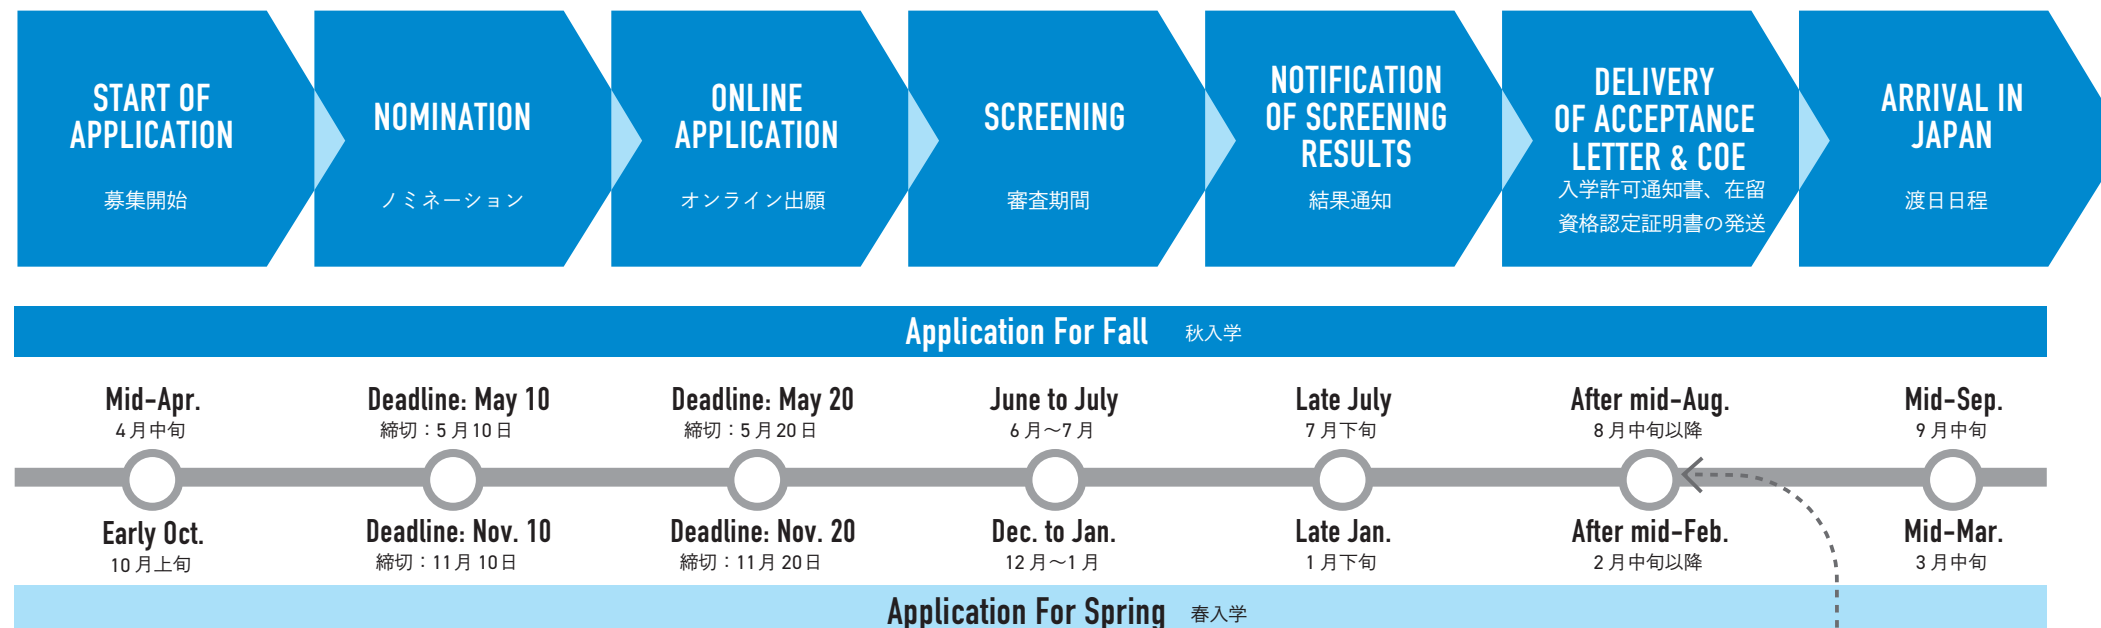 START OF
APPLICATION
募集開始
NOMINATION
ノミネーション
ONLINE
APPLICATION
オンライン出願
SCREENING
審査期間
NOTIFICATION
OF SCREENING
RESULTS
結果通知
DELIVERY
OF ACCEPTANCE
LETTER & COE
入学許可通知書、在留
資格認定証明書の発送
ARRIVAL IN
JAPAN
渡日日程
Application For Fall 秋入学
Mid-Apr.
4月中旬
Deadline: May 10
締切：5月10日
Deadline: May 20
締切：5月20日
June to July
6月～7月
Late July
7月下旬
After mid-Aug.
8月中旬以降
Mid-Sep.
9月中旬
Early Oct.
10月上旬
Deadline: Nov. 10
締切：11月10日
Deadline: Nov. 20
締切：11月20日
Dec. to Jan.
12月～1月
Late Jan.
1月下旬
After mid-Feb.
2月中旬以降
Mid-Mar.
3月中旬
Application For Spring 春入学